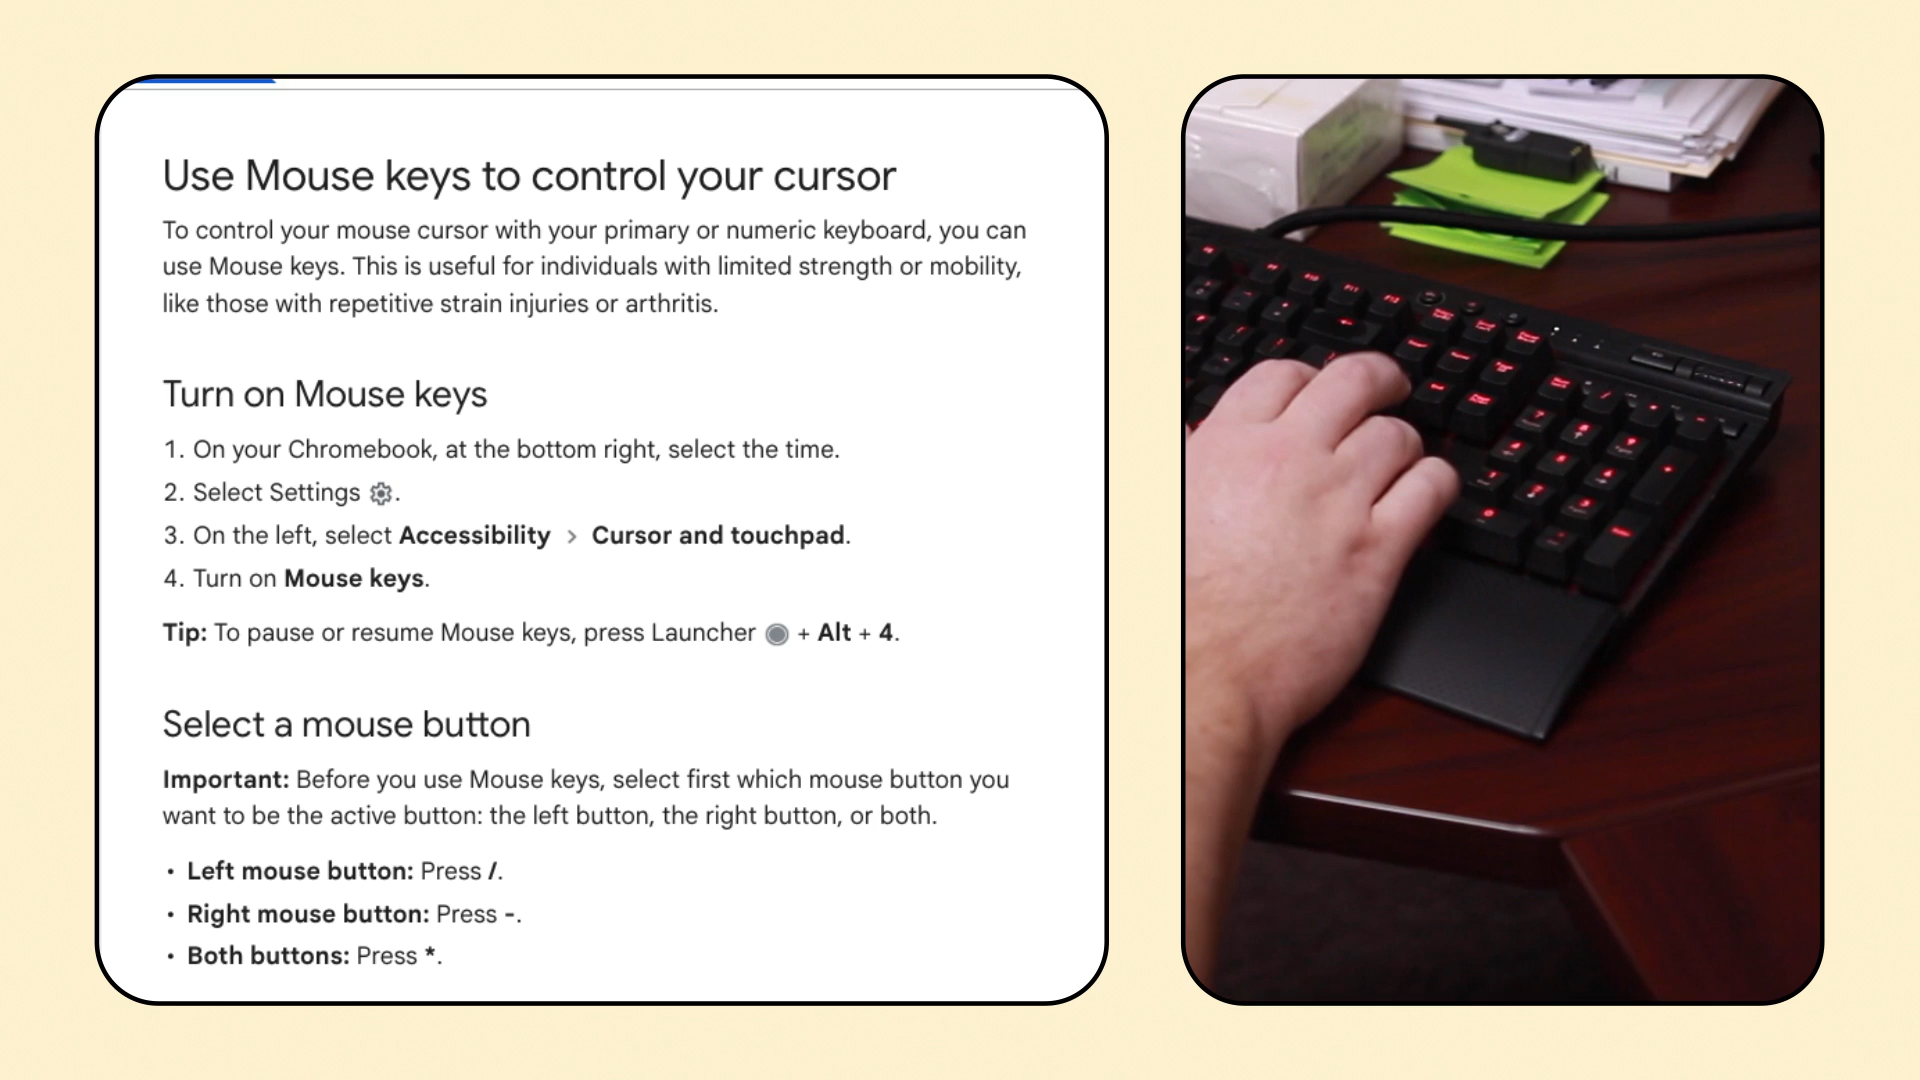 Use Mouse keys to control your cursor
To control your mouse cursor with your primary or numeric keyboard, you can
use Mouse keys. This is useful for individuals with limited strength or mobility,
like those with repetitive strain injuries or arthritis.
Turn on Mouse keys
1. On your Chromebook, at the bottom right, select the time.
2. Select Settings.
3. On the left, select Accessibility > Cursor and touchpad.
4. Turn on Mouse keys.
Tip: To pause or resume Mouse keys, press Launcher + Alt + 4.
Select a mouse button
Important: Before you use Mouse keys, select first which mouse button you
want to be the active button: the left button, the right button, or both.
• Left mouse button: Press /.
• Right mouse button: Press -.
• Both buttons: Press *.